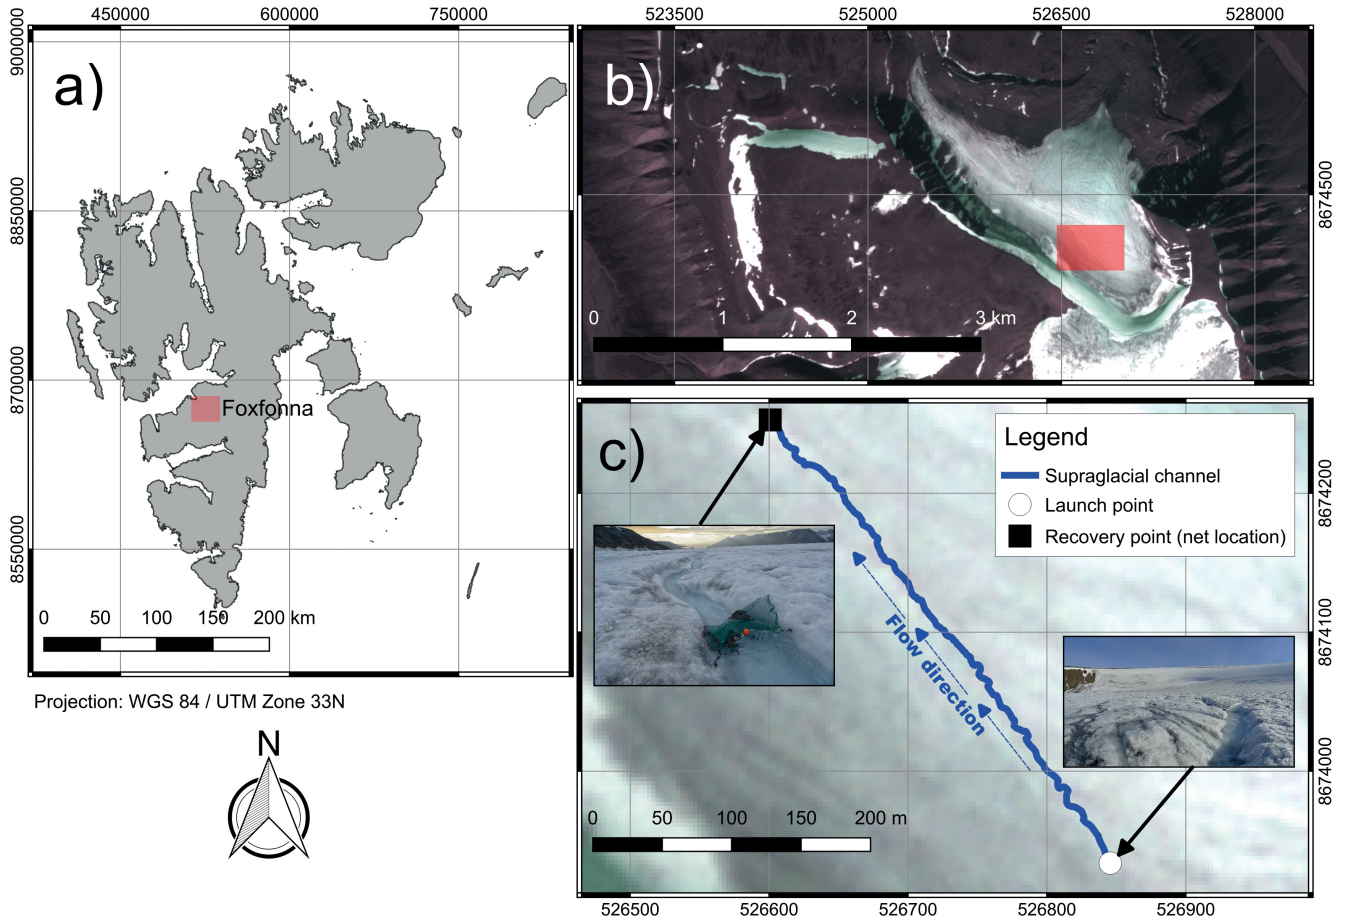 450000 600000 750000
9000000
8850000
8700000
8550000
a)
Foxfonna
0 50 100 150 200 km
Projection: WGS 84 / UTM Zone 33N
N
523500 525000 526500 528000
b)
8674500
0 1 2 3 km
c)
Legend
Supraglacial channel
Launch point
Recovery point (net location)
Flow direction
8674200
8674100
8674000
0 50 100 150 200 m
526500 526600 526700 526800 526900